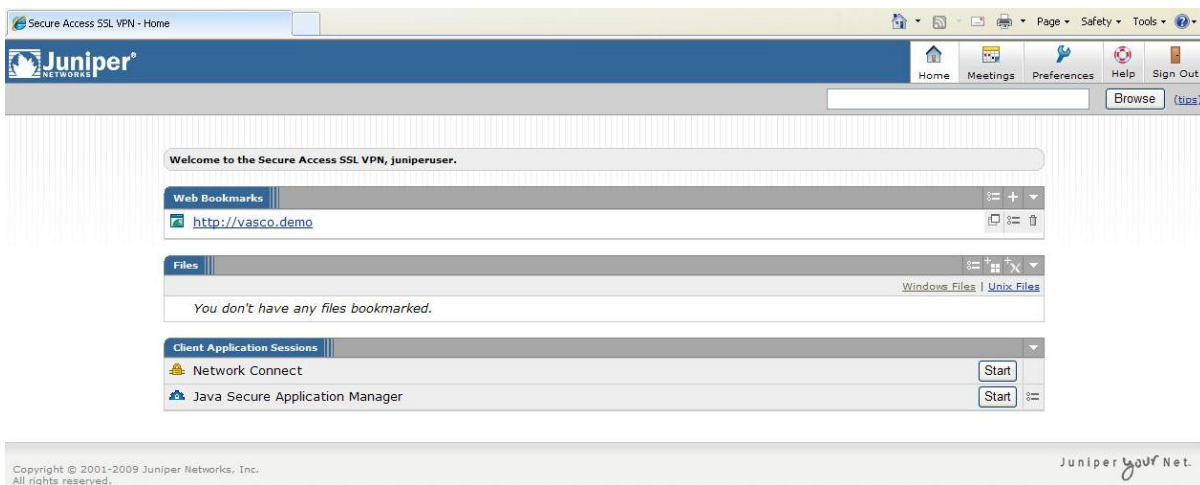 Secure Access SSL VPN - Home
Page Safety Tools
Juniper®
NETWORKS
Home Meetings Preferences Help Sign Out
Browse (tips)
Welcome to the Secure Access SSL VPN, juniperuser.
Web Bookmarks
http://vasco.demo
Files
Windows Files | Unix Files
You don't have any files bookmarked.
Client Application Sessions
Network Connect Start
Java Secure Application Manager Start
Copyright © 2001-2009 Juniper Networks, Inc.
All rights reserved.
Juniper your Net.